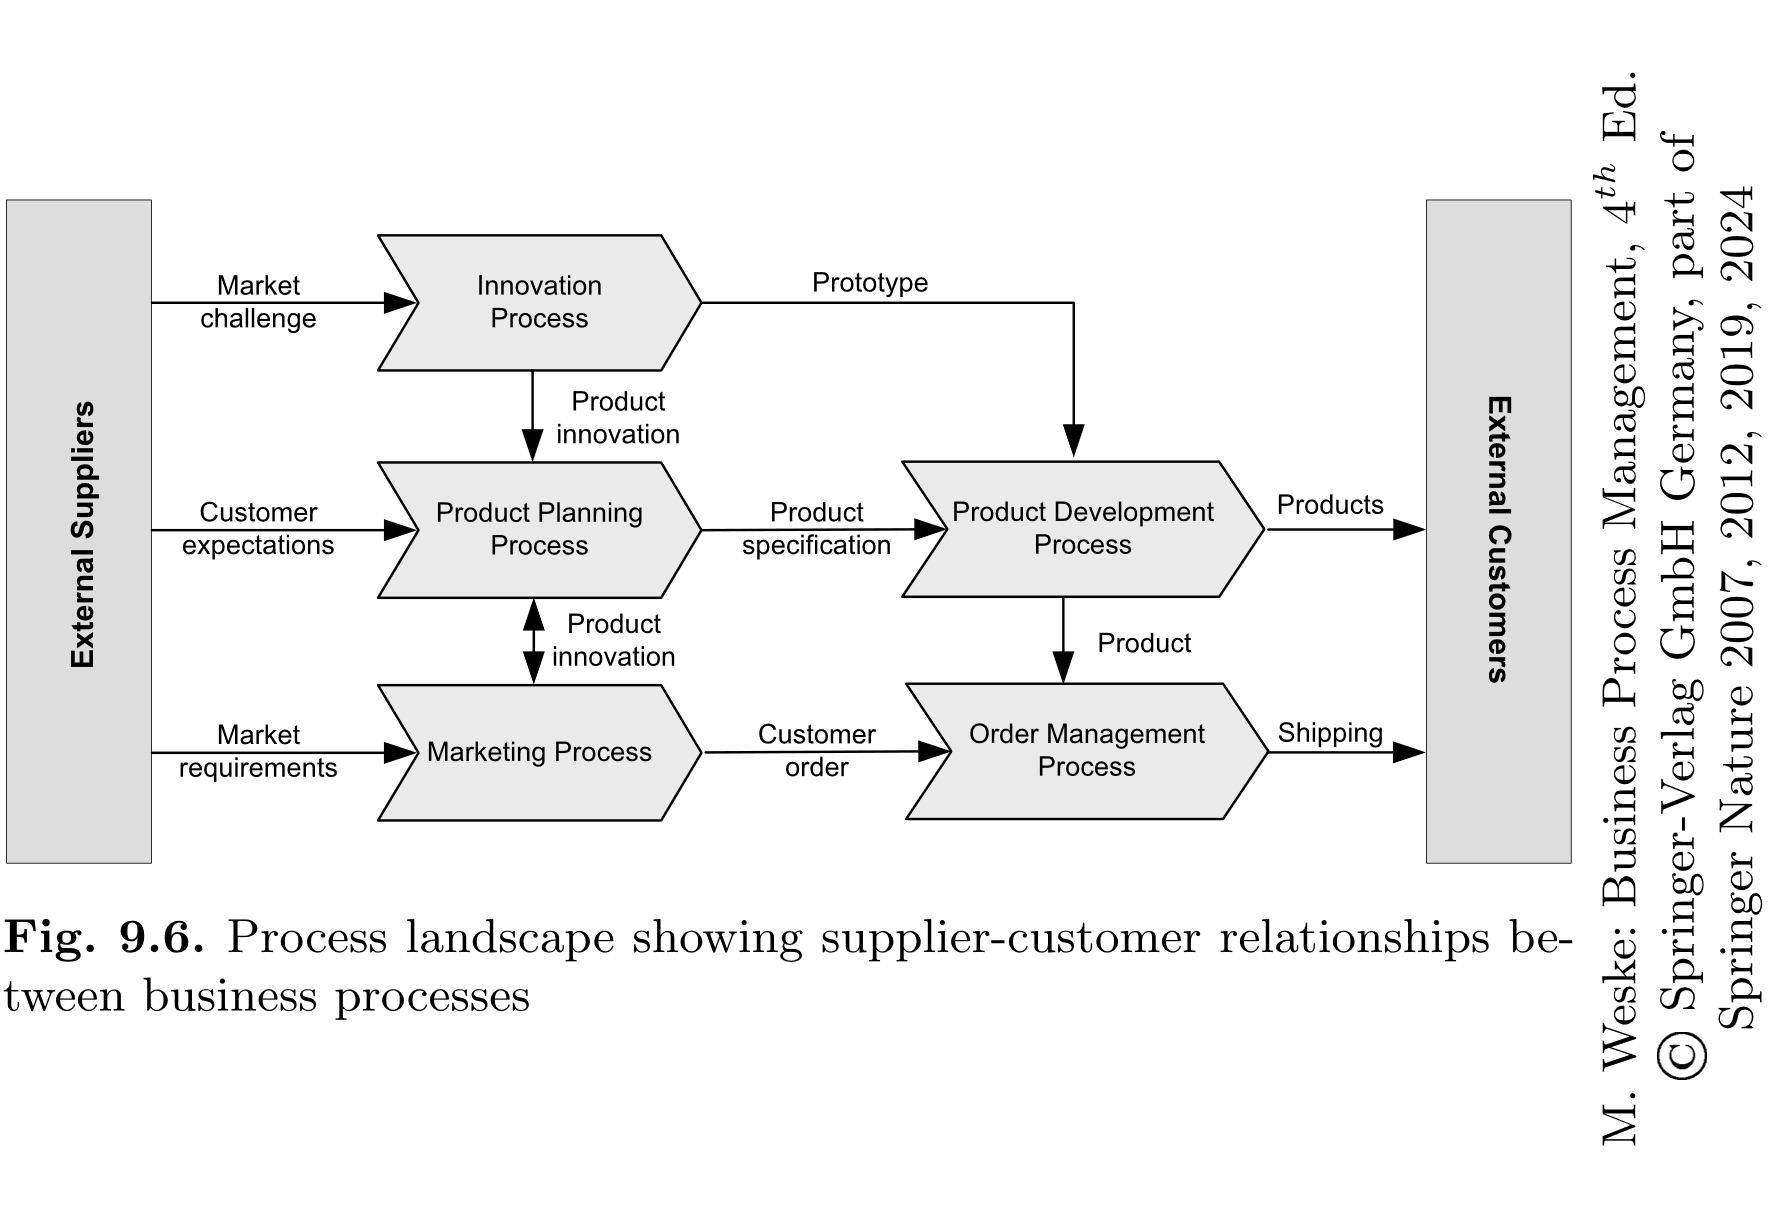 External Suppliers
Market
challenge
Innovation
Process
Prototype
Product
innovation
Customer
expectations
Product Planning
Process
Product
specification
Product Development
Process
Products
Product
innovation
Product
Market
requirements
Marketing Process
Customer
order
Order Management
Process
Shipping
External Customers
Fig. 9.6. Process landscape showing supplier-customer relationships be-
tween business processes
M. Weske: Business Process Management, 4th Ed.
© Springer-Verlag GmbH Germany, part of
Springer Nature 2007, 2012, 2019, 2024